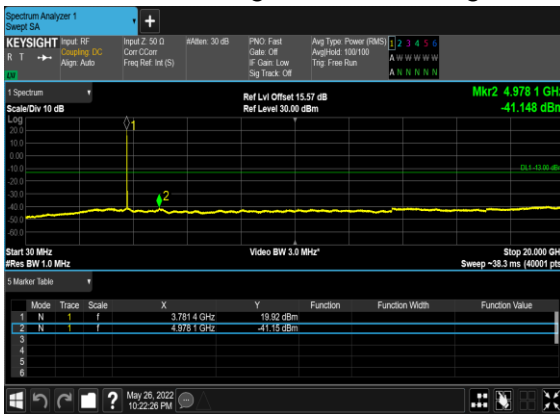 Spectrum Analyzer 1
Swept SA
KEYSIGHT
R T
LV
Input: RF
Coupling: DC
Align: Auto
Input Z: 50 Ω
Corr CCorr
Freq Ref: Int (S)
#Atten: 30 dB
PNO: Fast
Gate: Off
IF Gain: Low
Sig Track: Off
Avg Type: Power (RMS)
Avg|Hold: 100/100
Trig: Free Run
1 2 3 4 5 6
A W W W W W
A N N N N N
1 Spectrum
Scale/Div 10 dB
Ref Lvl Offset 15.57 dB
Ref Level 30.00 dBm
Mkr2 4.978 1 GHz
-41.148 dBm
Log
20.0
10.0
0.00
-10.0
-20.0
-30.0
-40.0
-50.0
-60.0
1
2
DL1 -13.00 dBm
Start 30 MHz
#Res BW 1.0 MHz
Video BW 3.0 MHz*
Stop 20.000 GHz
Sweep ~38.3 ms (40001 pts)
5 Marker Table
Mode Trace Scale X Y Function Function Width Function Value
1 N 1 f 3.781 4 GHz 19.92 dBm
2 N 1 f 4.978 1 GHz -41.15 dBm
3
4
5
6
?
May 26, 2022
10:22:26 PM